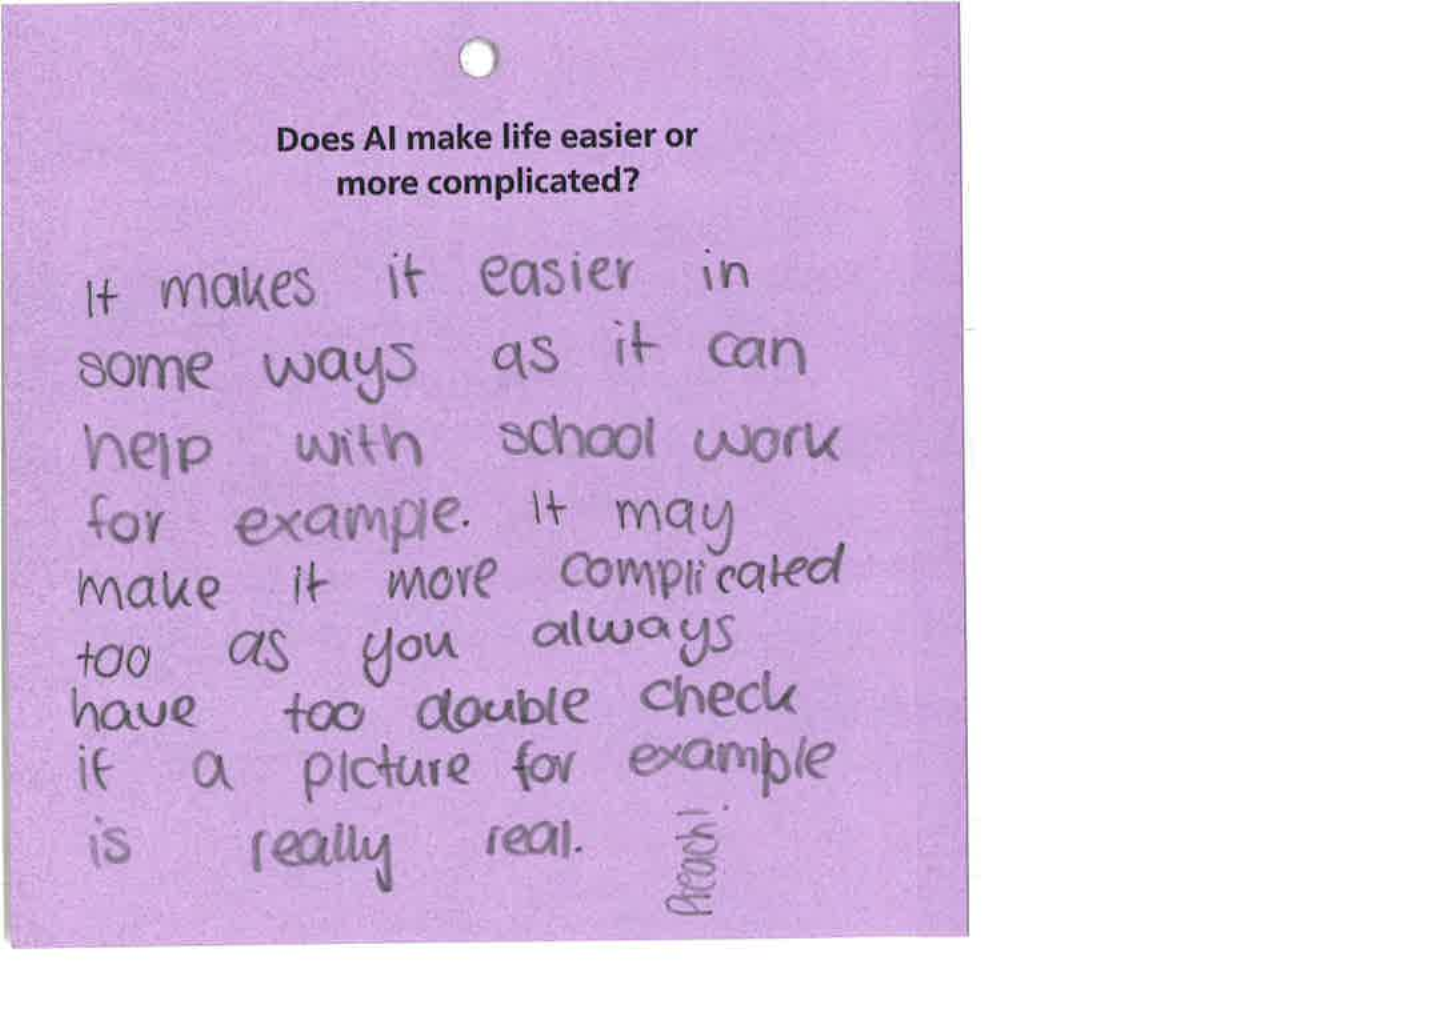 Does AI make life easier or
more complicated?
It makes it easier in
some ways as it can
help with school work
for example. It may
make it more complicated
too as you always
have too double check
if a picture for example
is really real.
Preach!